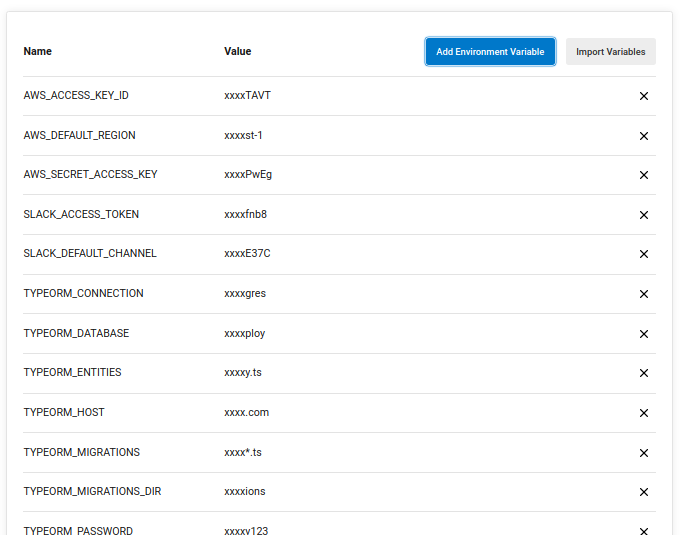 Name Value Add Environment Variable Import Variables
AWS_ACCESS_KEY_ID xxxxTAVT
AWS_DEFAULT_REGION xxxxst-1
AWS_SECRET_ACCESS_KEY xxxxPwEg
SLACK_ACCESS_TOKEN xxxxfnb8
SLACK_DEFAULT_CHANNEL xxxxE37C
TYPEORM_CONNECTION xxxxgres
TYPEORM_DATABASE xxxxploy
TYPEORM_ENTITIES xxxxy.ts
TYPEORM_HOST xxxx.com
TYPEORM_MIGRATIONS xxxx*.ts
TYPEORM_MIGRATIONS_DIR xxxxions
TYPEORM_PASSWORD xxxxy123